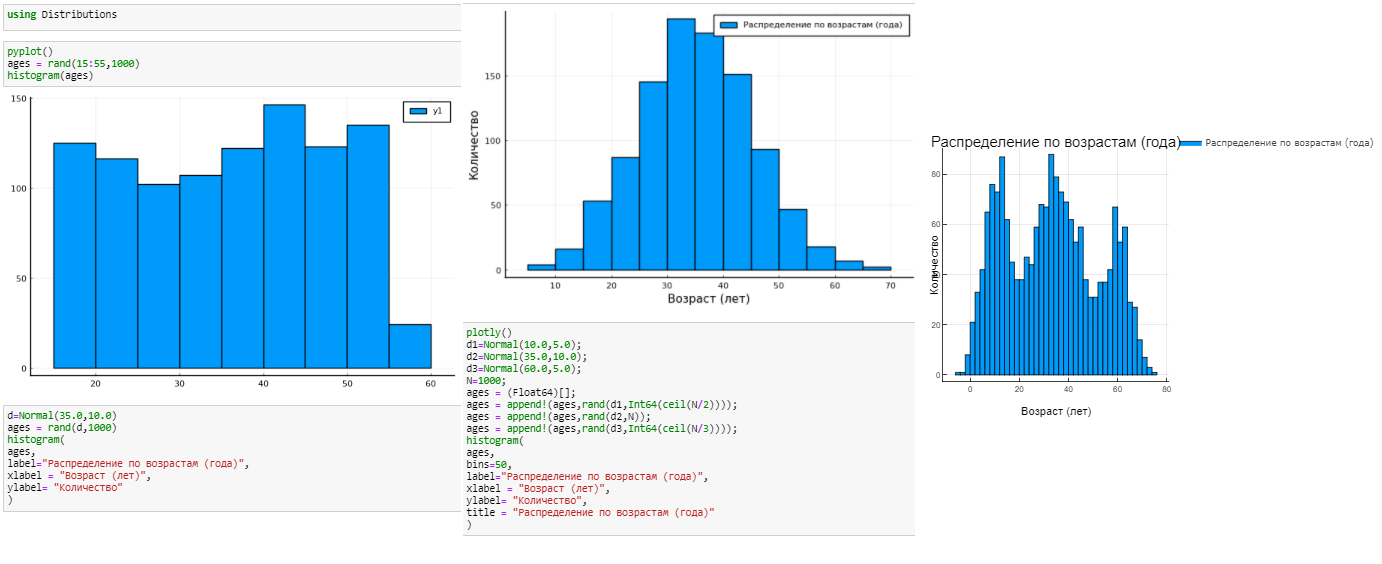 using Distributions
pyplot()
ages = rand(15:55,1000)
histogram(ages)
150
100
50
0
20 30 40 50 60
y1
d=Normal(35.0,10.0)
ages = rand(d,1000)
histogram(
ages,
label="Распределение по возрастам (года)",
xlabel = "Возраст (лет)",
ylabel= "Количество"
)
Распределение по возрастам (года)
Количество
150
100
50
0
10 20 30 40 50 60 70
Возраст (лет)
plotly()
d1=Normal(10.0,5.0);
d2=Normal(35.0,10.0);
d3=Normal(60.0,5.0);
N=1000;
ages = (Float64)[];
ages = append!(ages,rand(d1,Int64(ceil(N/2))));
ages = append!(ages,rand(d2,N));
ages = append!(ages,rand(d3,Int64(ceil(N/3))));
histogram(
ages,
bins=50,
label="Распределение по возрастам (года)",
xlabel = "Возраст (лет)",
ylabel= "Количество",
title = "Распределение по возрастам (года)"
)
Распределение по возрастам (года)
Распределение по возрастам (года)
Количество
80
60
40
20
0
0 20 40 60 80
Возраст (лет)